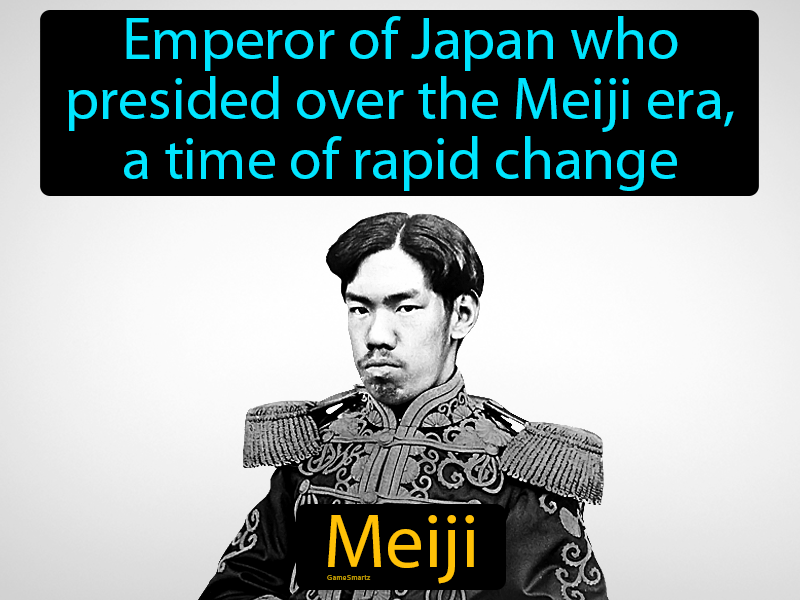 Emperor of Japan who
presided over the Meiji era,
a time of rapid change
Meiji
GameSmartz